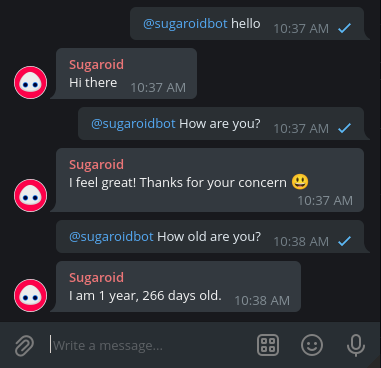 @sugaroidbot hello 10:37 AM
Sugaroid
Hi there 10:37 AM
@sugaroidbot How are you? 10:37 AM
Sugaroid
I feel great! Thanks for your concern 😃
10:37 AM
@sugaroidbot How old are you? 10:38 AM
Sugaroid
I am 1 year, 266 days old. 10:38 AM
Write a message...